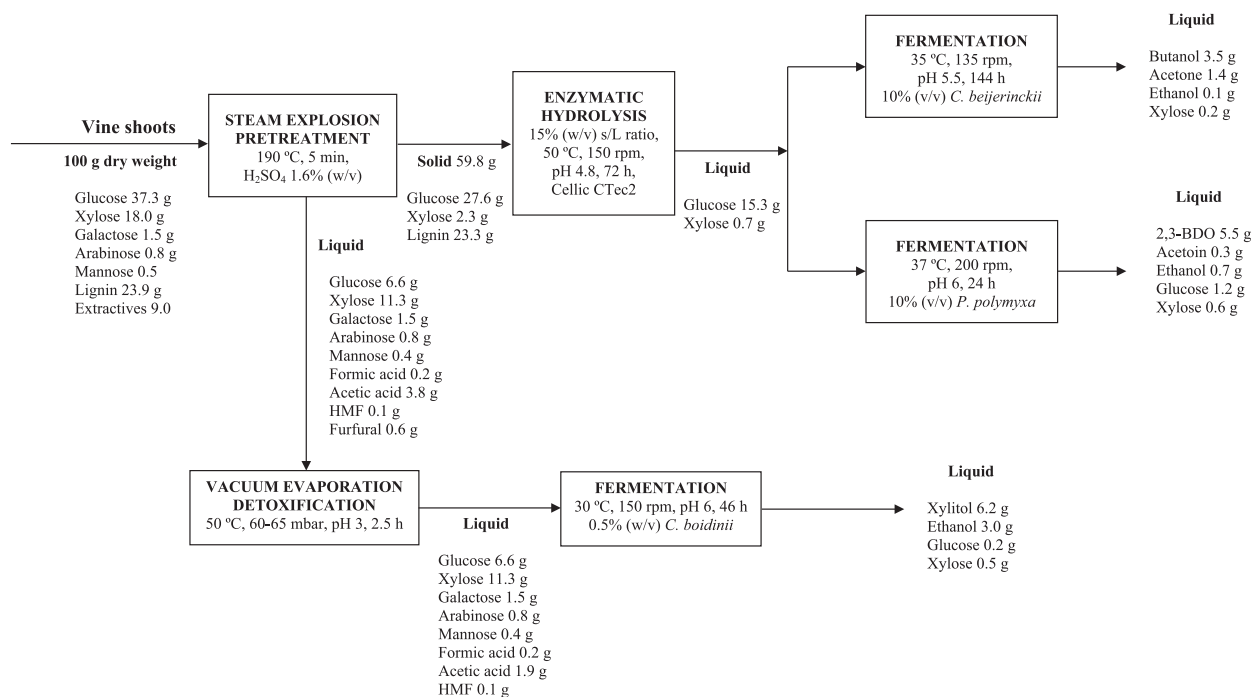 Vine shoots
100 g dry weight
Glucose 37.3 g
Xylose 18.0 g
Galactose 1.5 g
Arabinose 0.8 g
Mannose 0.5
Lignin 23.9 g
Extractives 9.0
STEAM EXPLOSION
PRETREATMENT
190 ºC, 5 min,
H₂SO₄ 1.6% (w/v)
Solid 59.8 g
Glucose 27.6 g
Xylose 2.3 g
Lignin 23.3 g
ENZYMATIC
HYDROLYSIS
15% (w/v) s/L ratio,
50 ºC, 150 rpm,
pH 4.8, 72 h,
Cellic CTec2
Liquid
Glucose 15.3 g
Xylose 0.7 g
FERMENTATION
35 ºC, 135 rpm,
pH 5.5, 144 h
10% (v/v) C. beijerinckii
Liquid
Butanol 3.5 g
Acetone 1.4 g
Ethanol 0.1 g
Xylose 0.2 g
FERMENTATION
37 ºC, 200 rpm,
pH 6, 24 h
10% (v/v) P. polymyxa
Liquid
2,3-BDO 5.5 g
Acetoin 0.3 g
Ethanol 0.7 g
Glucose 1.2 g
Xylose 0.6 g
Liquid
Glucose 6.6 g
Xylose 11.3 g
Galactose 1.5 g
Arabinose 0.8 g
Mannose 0.4 g
Formic acid 0.2 g
Acetic acid 3.8 g
HMF 0.1 g
Furfural 0.6 g
VACUUM EVAPORATION
DETOXIFICATION
50 ºC, 60-65 mbar, pH 3, 2.5 h
Liquid
Glucose 6.6 g
Xylose 11.3 g
Galactose 1.5 g
Arabinose 0.8 g
Mannose 0.4 g
Formic acid 0.2 g
Acetic acid 1.9 g
HMF 0.1 g
FERMENTATION
30 ºC, 150 rpm, pH 6, 46 h
0.5% (w/v) C. boidinii
Liquid
Xylitol 6.2 g
Ethanol 3.0 g
Glucose 0.2 g
Xylose 0.5 g